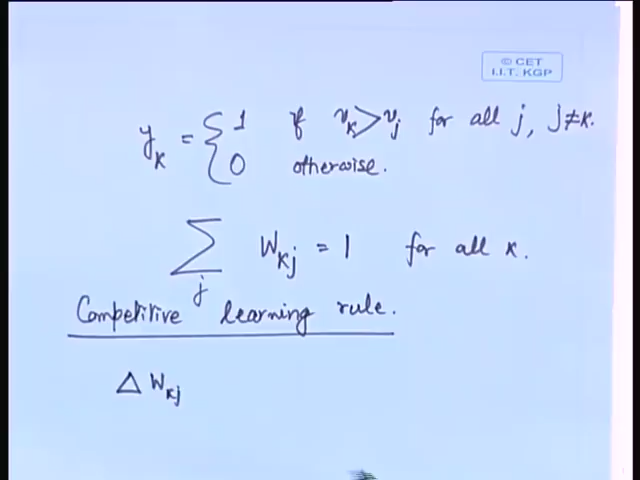 © CET
I.I.T. KGP
y_k = { 1 if v_k > v_j for all j, j ≠ k.
0 otherwise.
∑_j W_kj = 1 for all k.
Competitive learning rule.
Δ W_kj